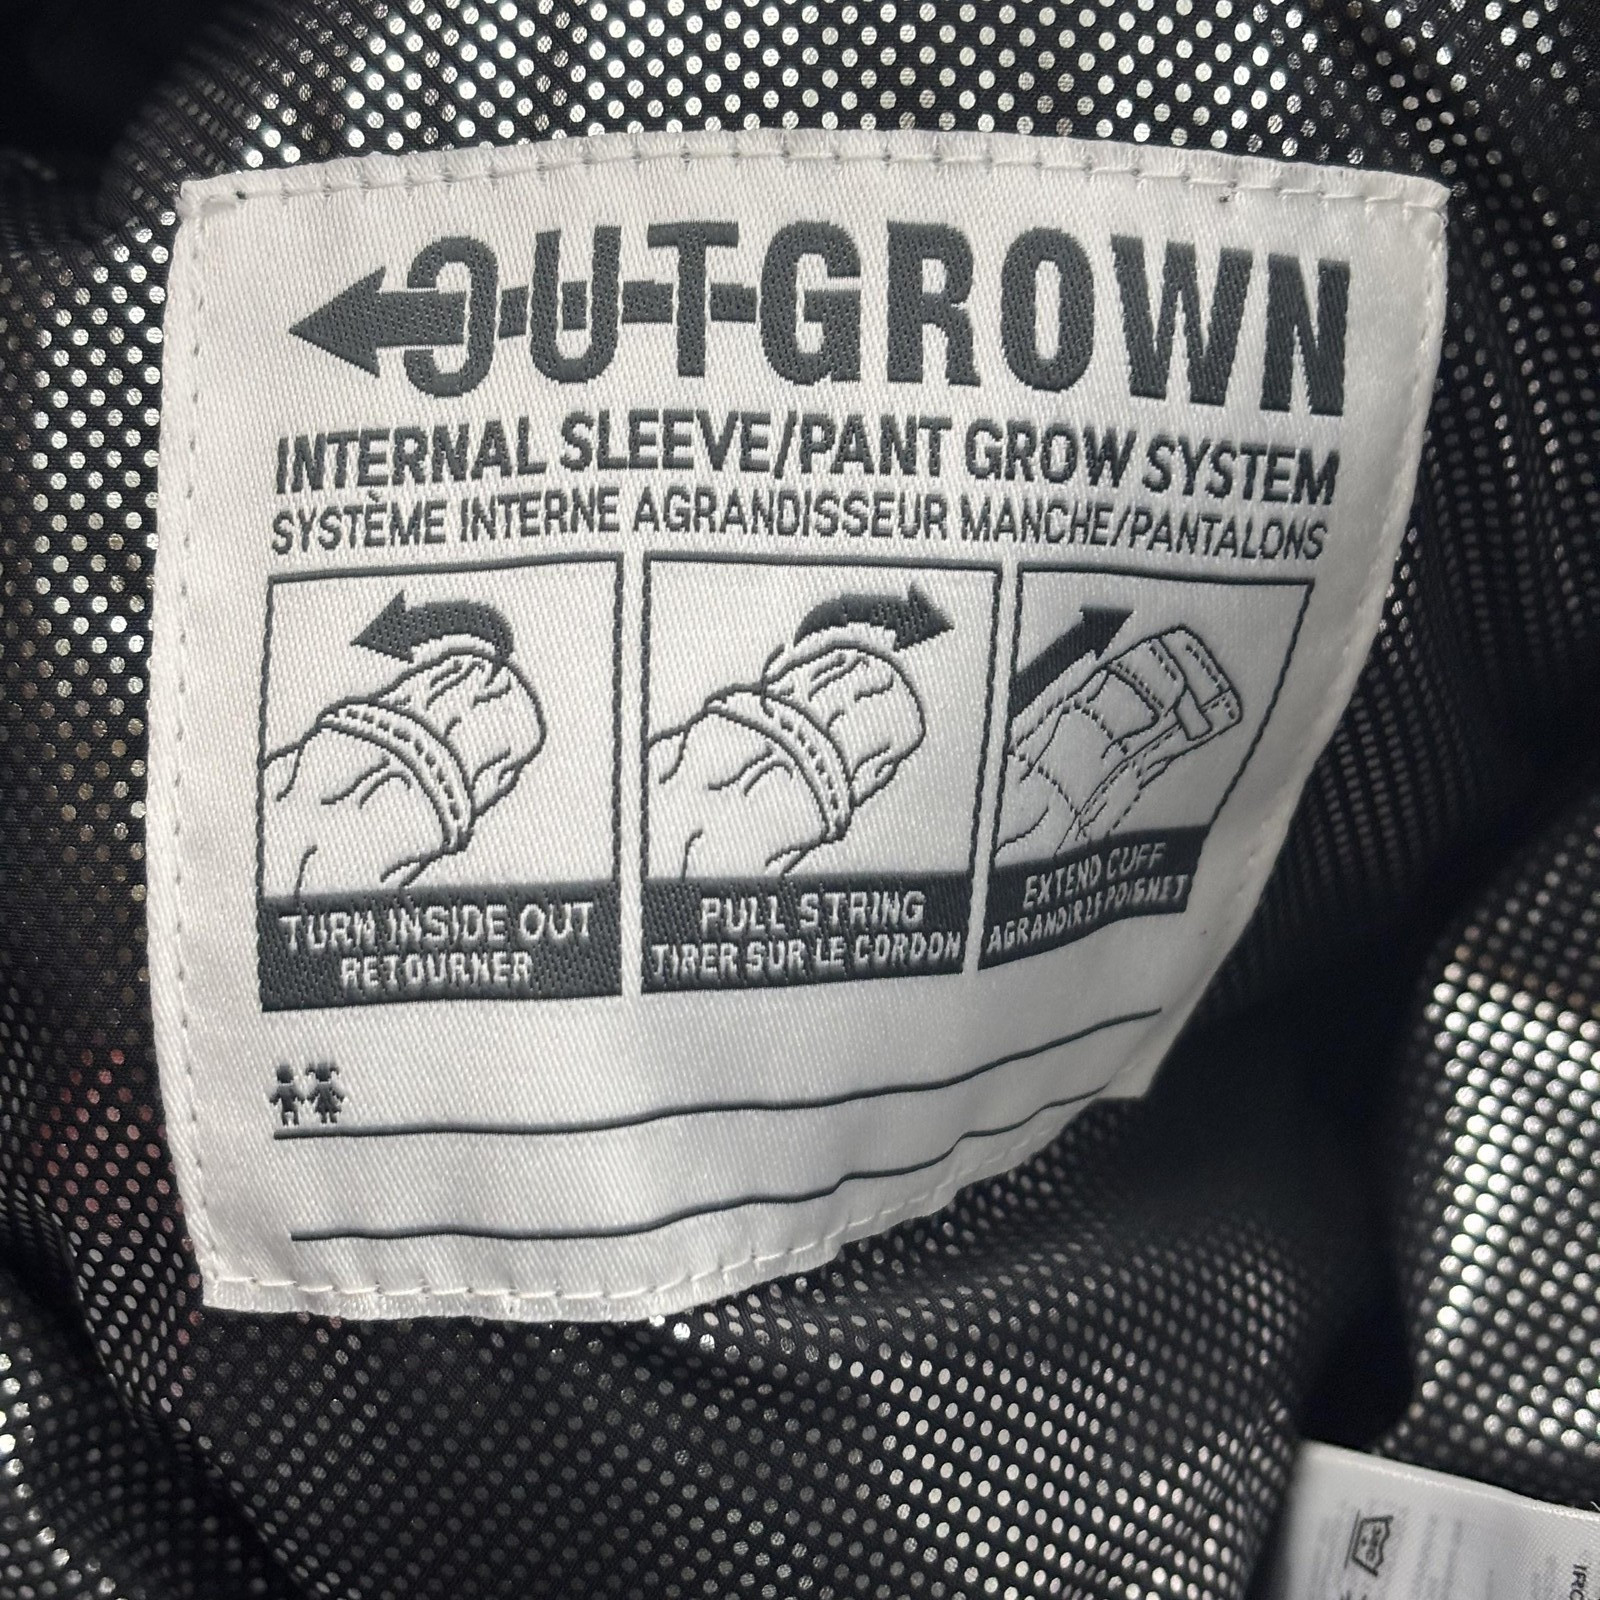 OUTGROWN
INTERNAL SLEEVE/PANT GROW SYSTEM
SYSTÈME INTERNE AGRANDISSEUR MANCHE/PANTALONS
TURN INSIDE OUT
RETOURNER
PULL STRING
TIRER SUR LE CORDON
EXTEND CUFF
AGRANDIR LE POIGNET